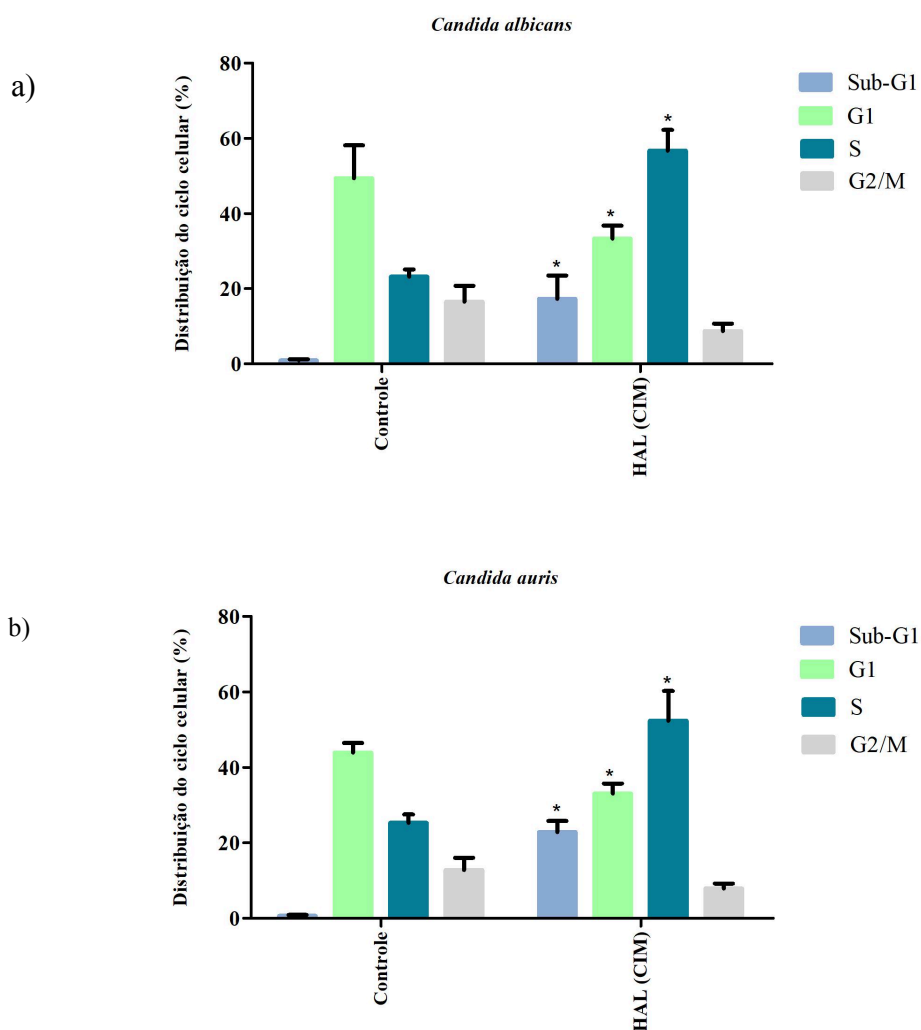 Candida albicans
a)
Distribuição do ciclo celular (%)
80
60
40
20
0
*
*
*
Controle
HAL (CIM)
Sub-G1
G1
S
G2/M
Candida auris
b)
Distribuição do ciclo celular (%)
80
60
40
20
0
*
*
*
Controle
HAL (CIM)
Sub-G1
G1
S
G2/M